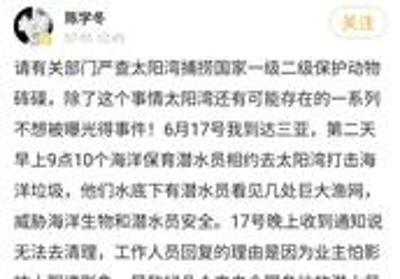 陈学冬
关注
请有关部门严查太阳湾捕捞国家一级二级保护动物
砗磲，除了这个事情太阳湾还有可能存在的一系列
不想被曝光得事件！6月17号我到达三亚，第二天
早上9点10个海洋保育潜水员相约去太阳湾打击海
洋垃圾，他们水底下有潜水员看见几处巨大渔网，
威胁海洋生物和潜水员安全。17号晚上收到通知说
无法去清理，工作人员回复的理由是因为业主怕影